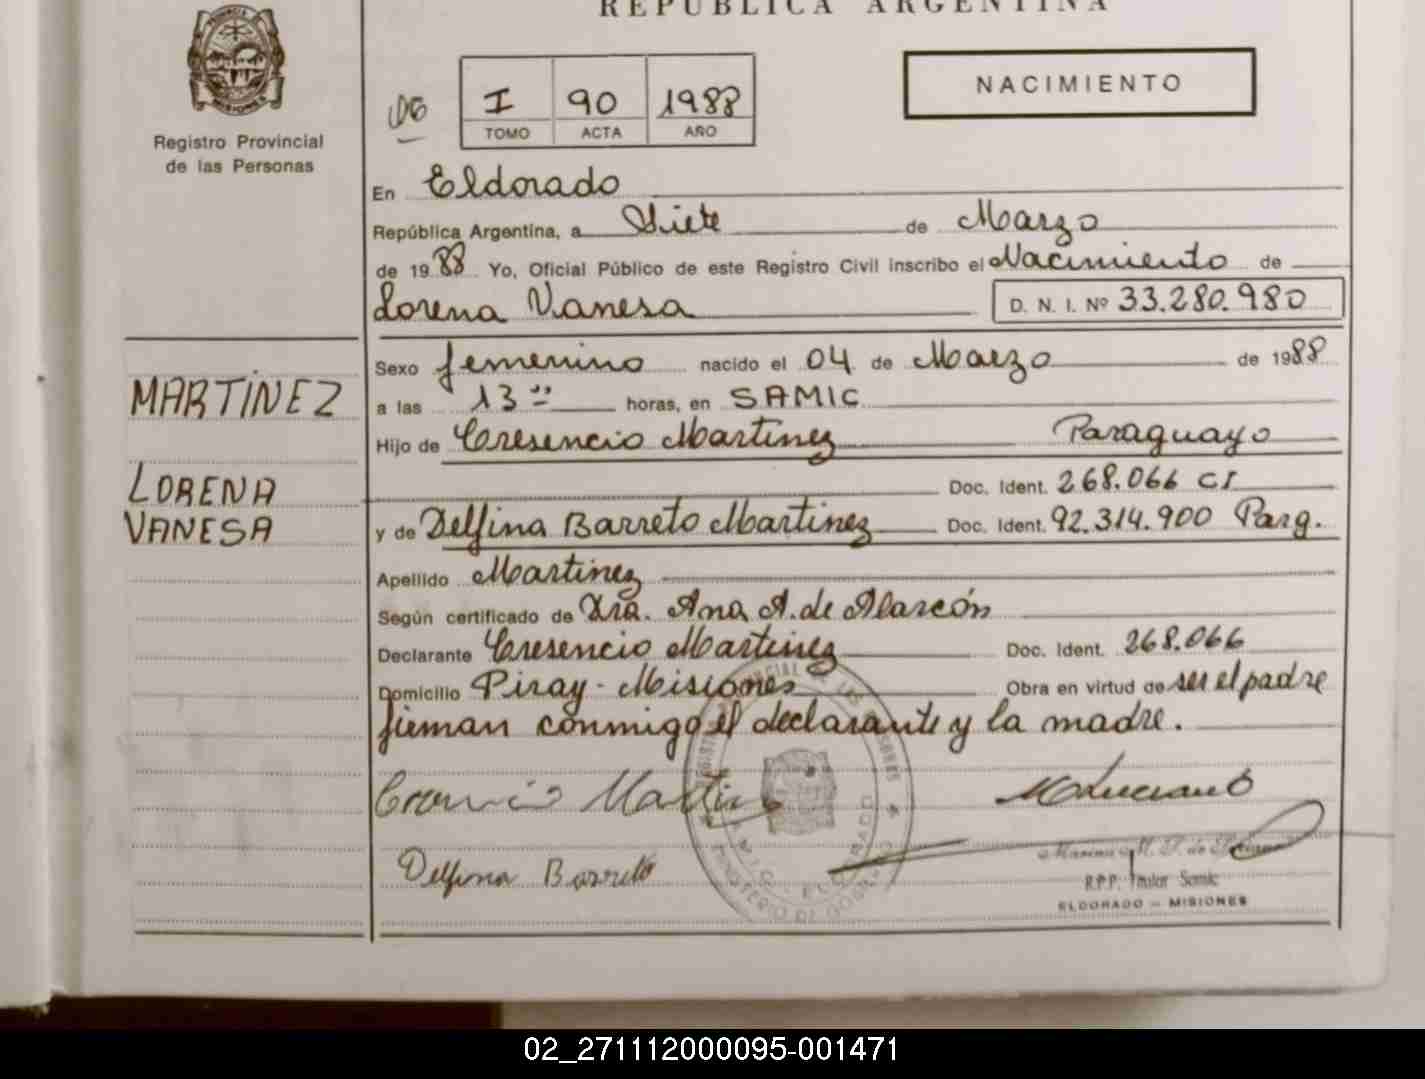 REPUBLICA ARGENTINA
PROVINCIA DE
MISIONES
Registro Provincial
de las Personas
I 90 1988
TOMO ACTA AÑO
NACIMIENTO
En Eldorado
República Argentina, a Siete de Marzo
de 1988 Yo, Oficial Público de este Registro Civil inscribo el Nacimiento de
Lorena Vanesa D. N. I. Nº 33.280.980
Sexo femenino nacido el 04 de Marzo de 1988
MARTÍNEZ
a las 13 horas, en SAMIC
Hijo de Cresencio Martinez Paraguayo
LORENA
Doc. Ident. 268.066 CI
VANESA
y de Delfina Barreto Martinez Doc. Ident. 92.314.900 Parg.
Apellido Martinez
Según certificado de Dra. Ana A. de Alarcón
Declarante Cresencio Martinez Doc. Ident. 268.066
Domicilio Piray - Misiones Obra en virtud de ser el padre
firman conmigo el declarante y la madre.
Delfina Barreto
R.P.P. Titular Samic
ELDORADO — MISIONES
02_271112000095-001471